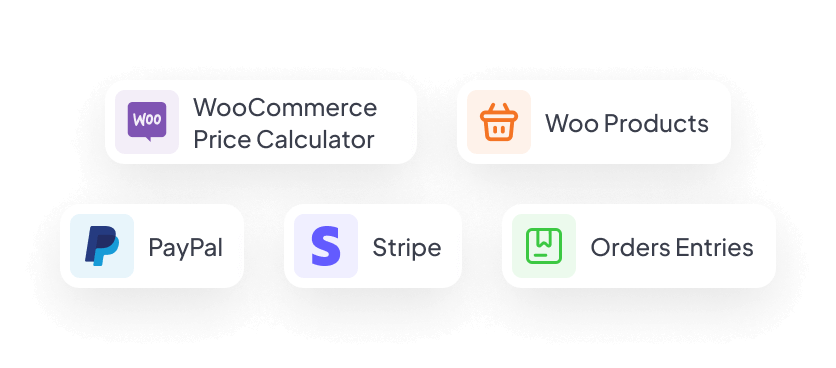 Woo
WooCommerce
Price Calculator
Woo Products
PayPal
Stripe
Orders Entries